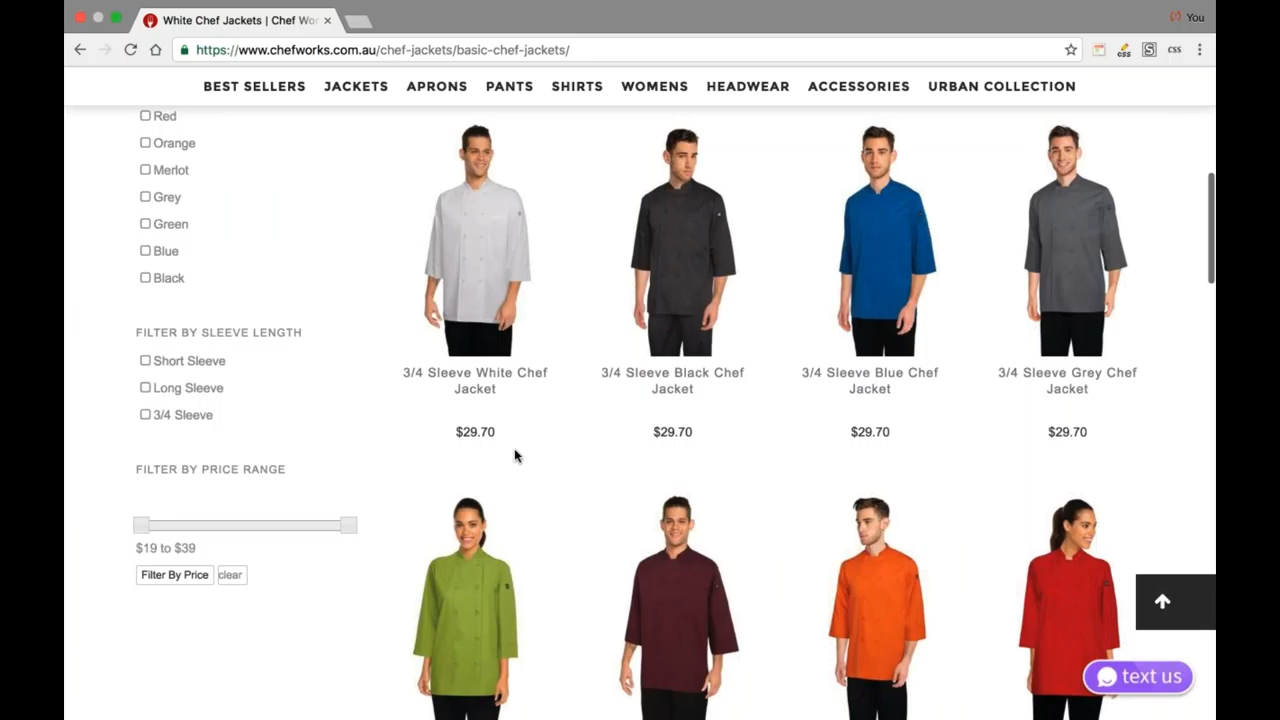 White Chef Jackets | Chef Wor
You
https://www.chefworks.com.au/chef-jackets/basic-chef-jackets/
CSS
CSS
BEST SELLERS JACKETS APRONS PANTS SHIRTS WOMENS HEADWEAR ACCESSORIES URBAN COLLECTION
Red
Orange
Merlot
Grey
Green
Blue
Black
FILTER BY SLEEVE LENGTH
Short Sleeve
Long Sleeve
3/4 Sleeve
FILTER BY PRICE RANGE
$19 to $39
Filter By Price clear
3/4 Sleeve White Chef
Jacket
$29.70
3/4 Sleeve Black Chef
Jacket
$29.70
3/4 Sleeve Blue Chef
Jacket
$29.70
3/4 Sleeve Grey Chef
Jacket
$29.70
text us